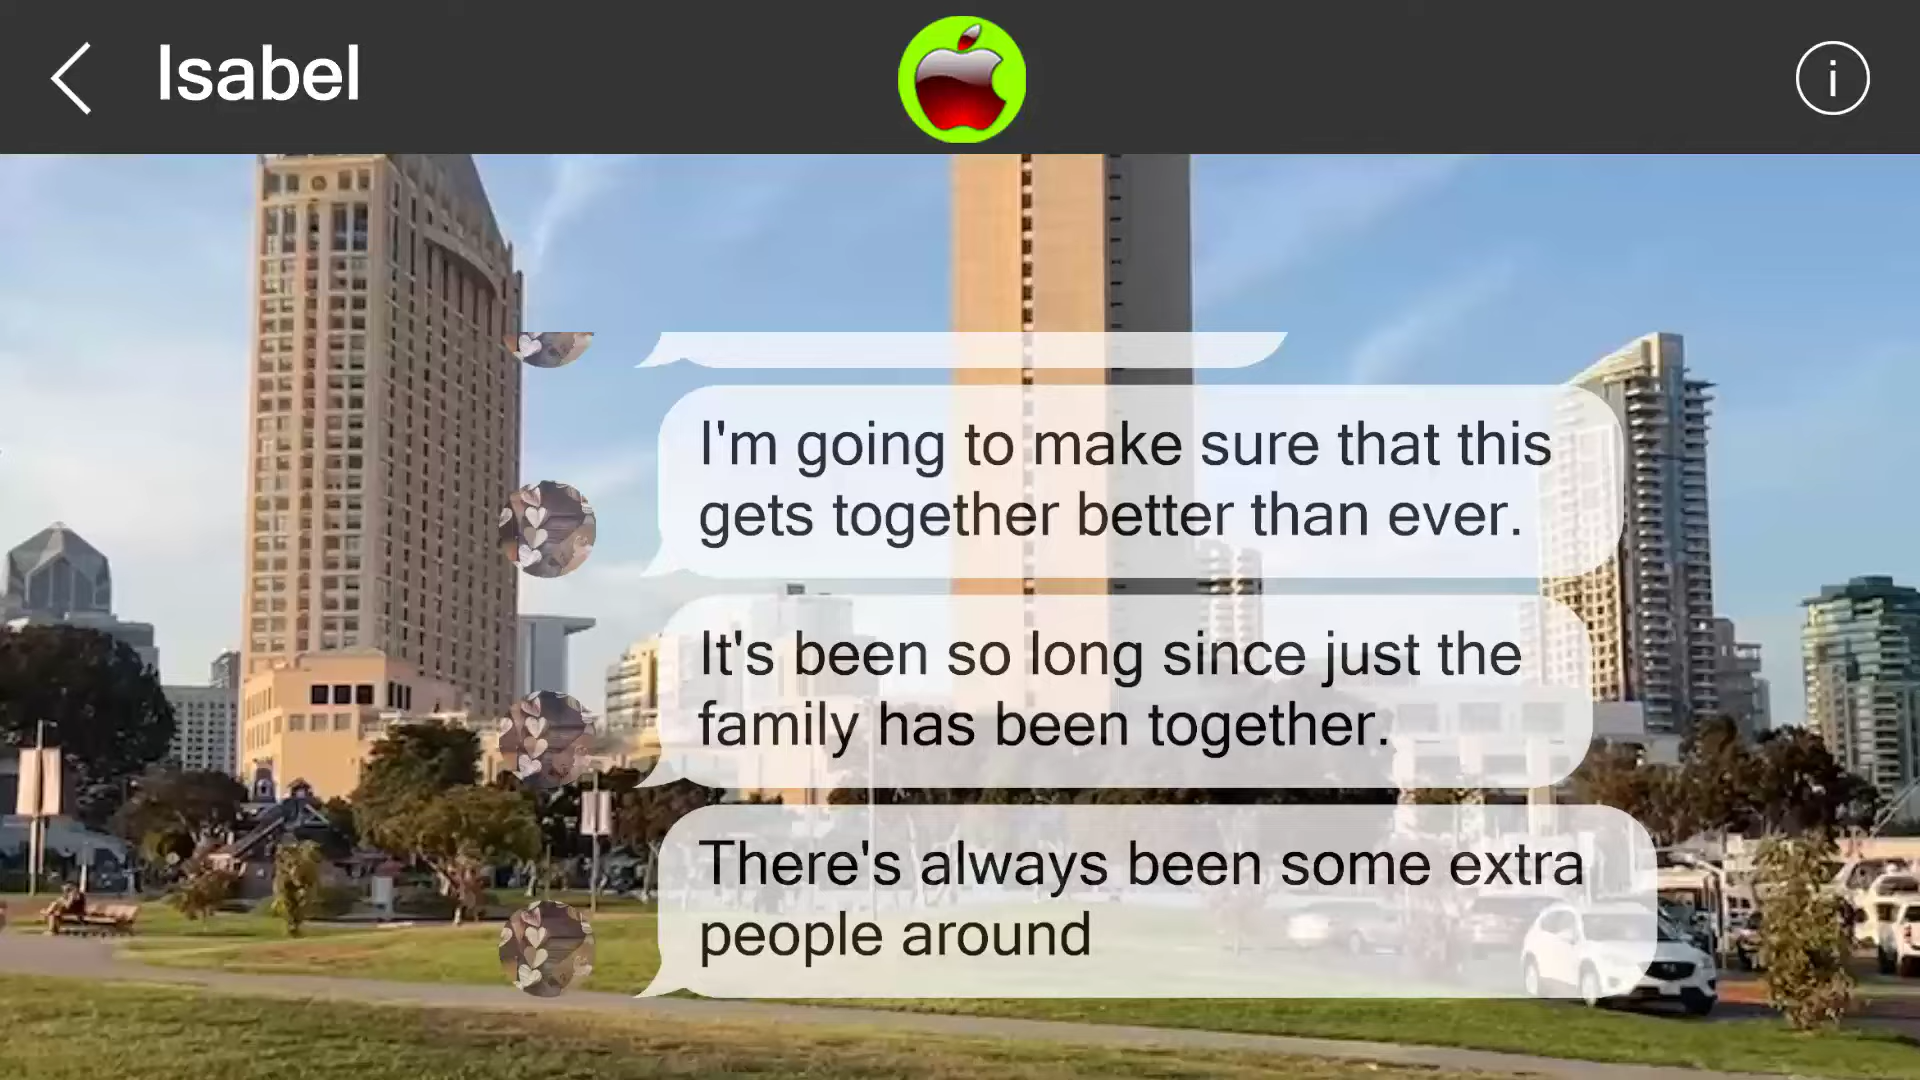 Isabel
I'm going to make sure that this
gets together better than ever.
It's been so long since just the
family has been together.
There's always been some extra
people around